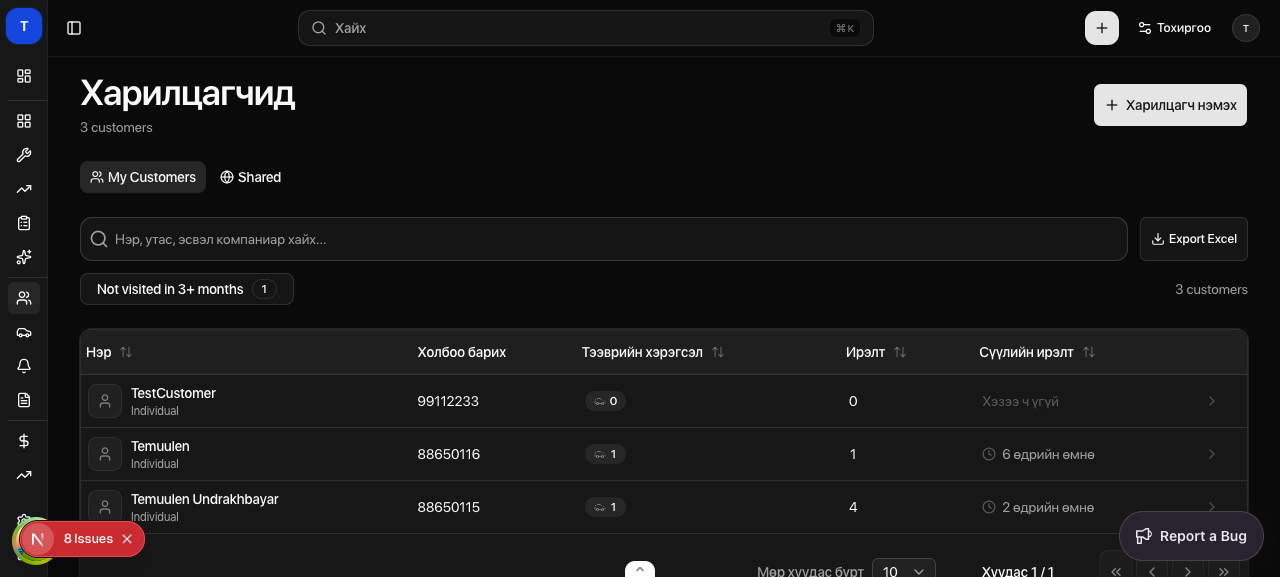 T
Хайх
⌘ K
Тохиргоо
T
Харилцагчид
3 customers
Харилцагч нэмэх
My Customers
Shared
Нэр, утас, эсвэл компаниар хайх...
Export Excel
Not visited in 3+ months 1
3 customers
Нэр
Холбоо барих
Тээврийн хэрэгсэл
Ирэлт
Сүүлийн ирэлт
TestCustomer
Individual
99112233
0
0
Хэзээ ч үгүй
Temuulen
Individual
88650116
1
1
6 өдрийн өмнө
Temuulen Undrakhbayar
Individual
88650115
1
4
2 өдрийн өмнө
N
8 Issues
Report a Bug
Мөр хуудас бүрт
10
Хуудас 1 / 1